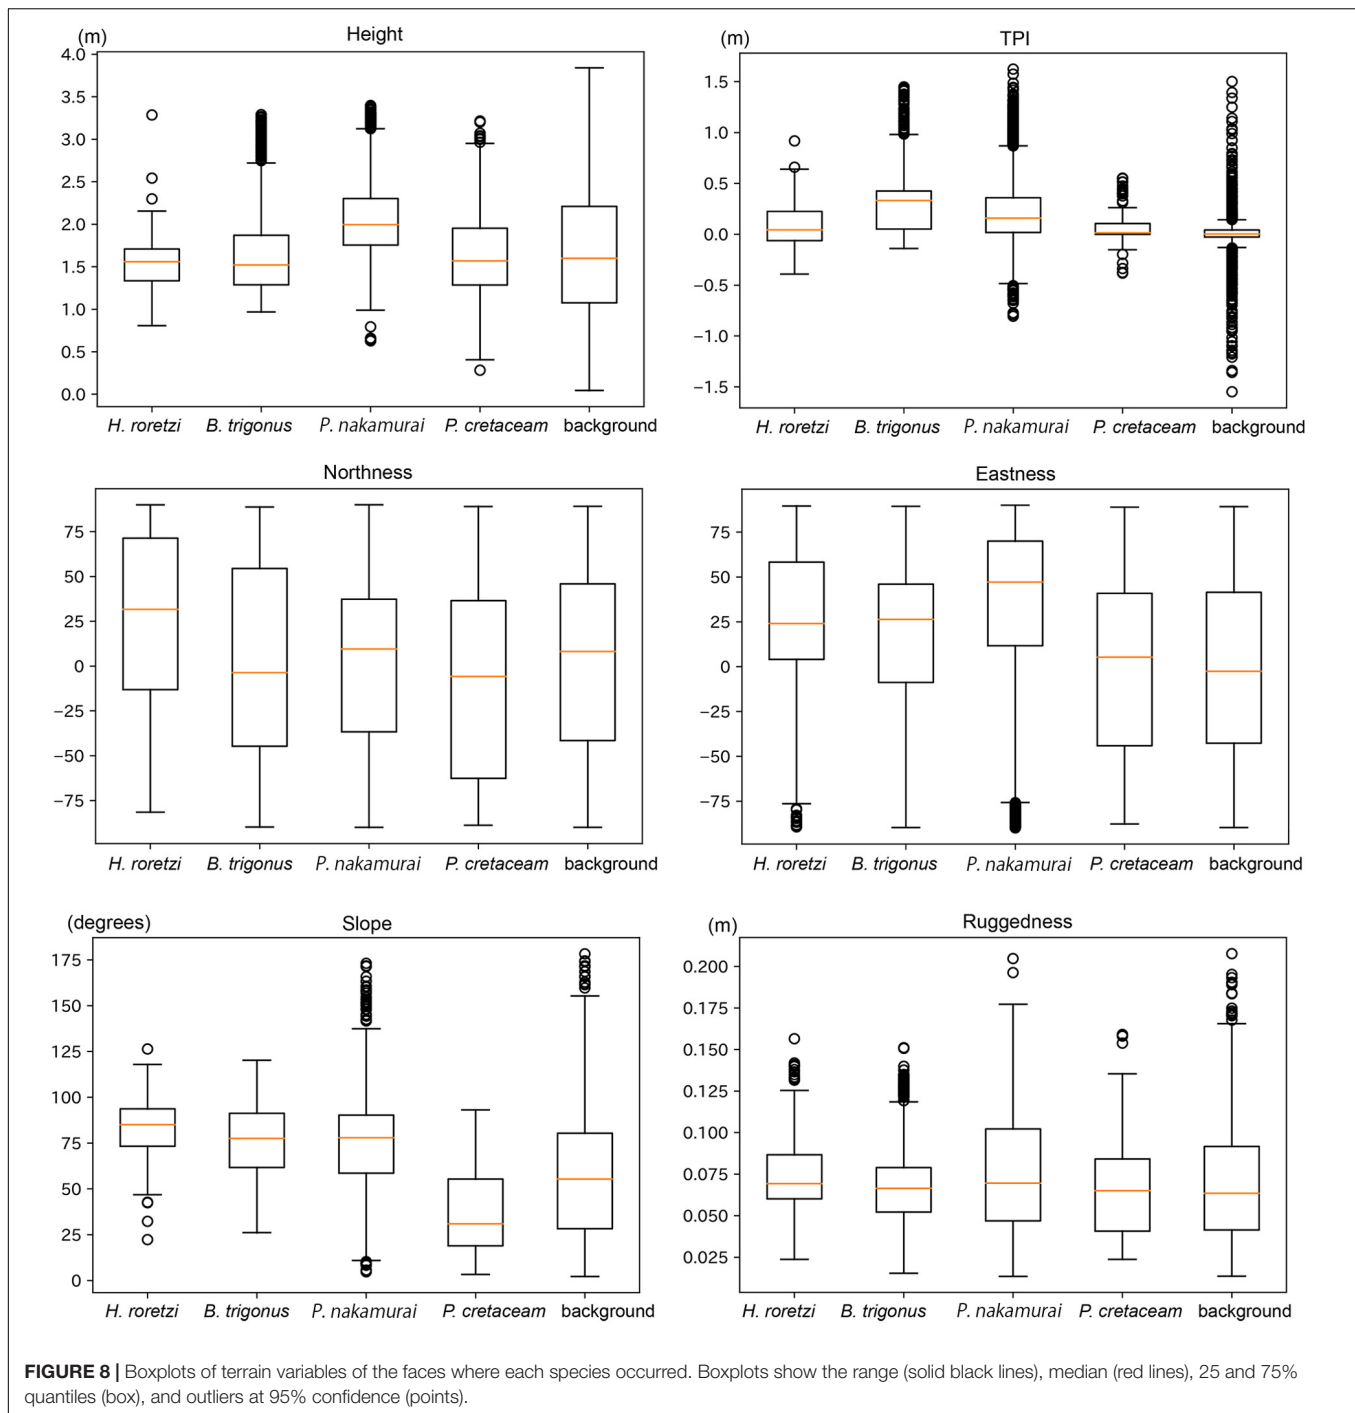 (m)
Height
4.0
3.5
3.0
2.5
2.0
1.5
1.0
0.5
0.0
H. roretzi
B. trigonus
P. nakamurai
P. cretaceam
background
(m)
TPI
1.5
1.0
0.5
0.0
−0.5
−1.0
−1.5
H. roretzi
B. trigonus
P. nakamurai
P. cretaceam
background
Northness
75
50
25
0
−25
−50
−75
H. roretzi
B. trigonus
P. nakamurai
P. cretaceam
background
Eastness
75
50
25
0
−25
−50
−75
H. roretzi
B. trigonus
P. nakamurai
P. cretaceam
background
(degrees)
Slope
175
150
125
100
75
50
25
0
H. roretzi
B. trigonus
P. nakamurai
P. cretaceam
background
(m)
Ruggedness
0.200
0.175
0.150
0.125
0.100
0.075
0.050
0.025
H. roretzi
B. trigonus
P. nakamurai
P. cretaceam
background
FIGURE 8 | Boxplots of terrain variables of the faces where each species occurred. Boxplots show the range (solid black lines), median (red lines), 25 and 75%
quantiles (box), and outliers at 95% confidence (points).